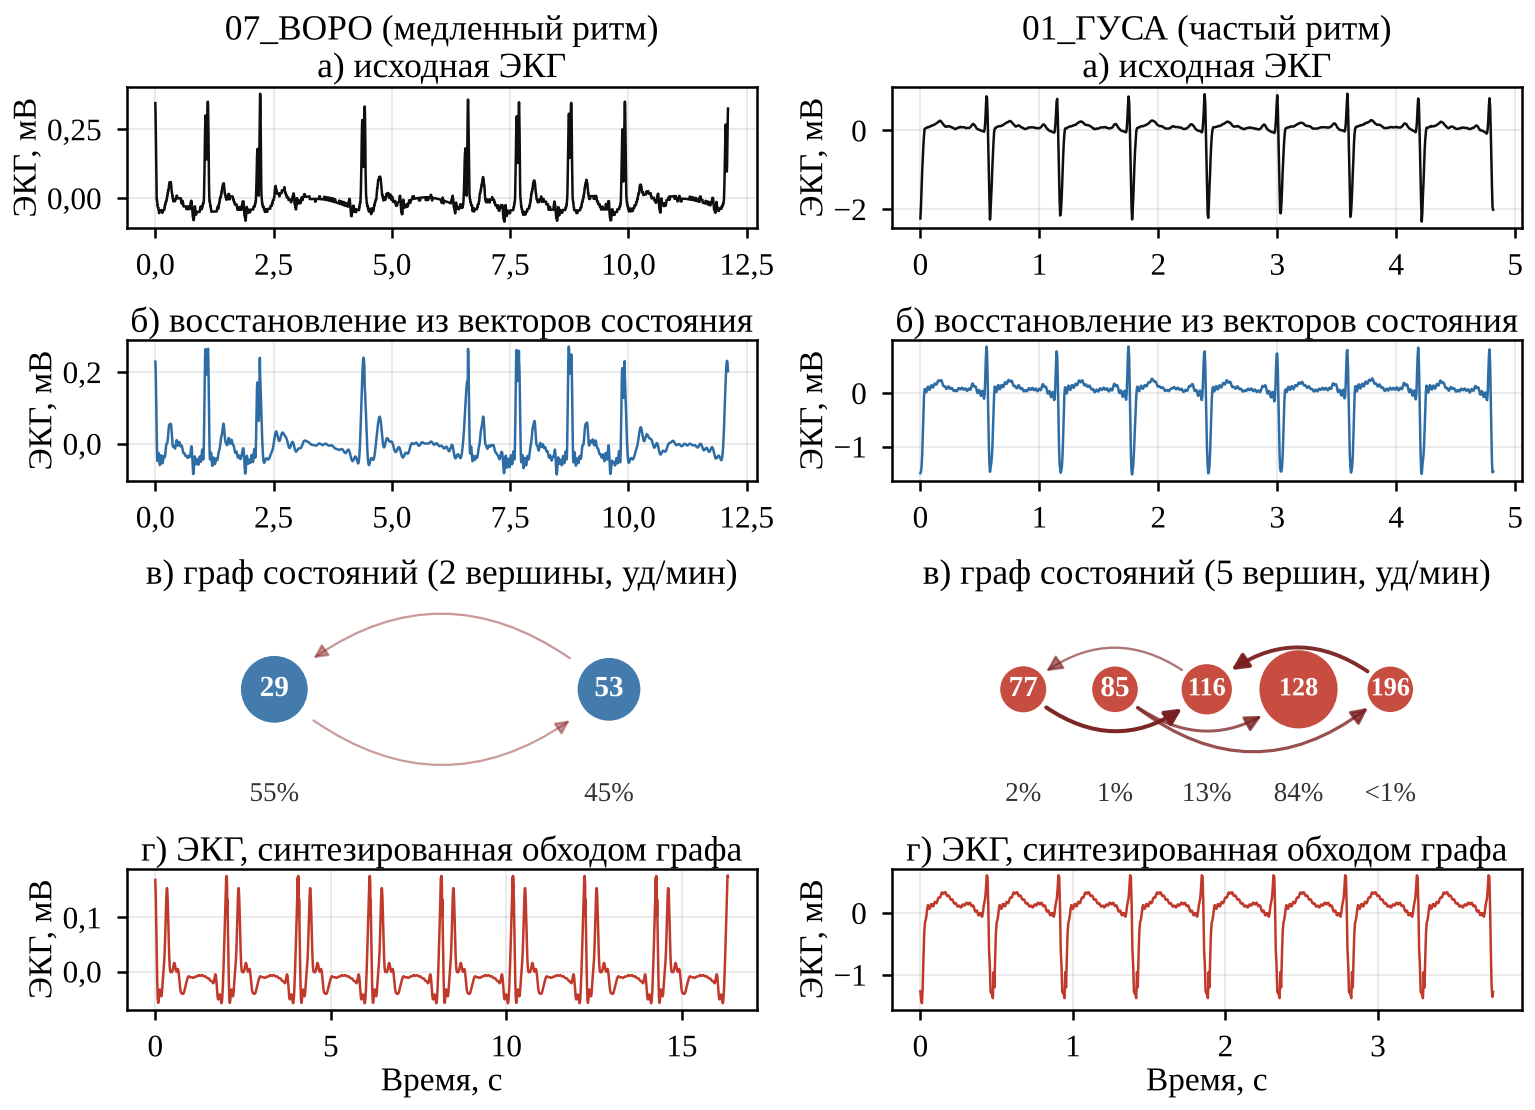 07_ВОРО (медленный ритм)
а) исходная ЭКГ
ЭКГ, мВ
0,25
0,00
0,0 2,5 5,0 7,5 10,0 12,5
б) восстановление из векторов состояния
ЭКГ, мВ
0,2
0,0
0,0 2,5 5,0 7,5 10,0 12,5
в) граф состояний (2 вершины, уд/мин)
29 53
55% 45%
г) ЭКГ, синтезированная обходом графа
ЭКГ, мВ
0,1
0,0
0 5 10 15
Время, с
01_ГУСА (частый ритм)
а) исходная ЭКГ
ЭКГ, мВ
0
−2
0 1 2 3 4 5
б) восстановление из векторов состояния
ЭКГ, мВ
0
−1
0 1 2 3 4 5
в) граф состояний (5 вершин, уд/мин)
77 85 116 128 196
2% 1% 13% 84% <1%
г) ЭКГ, синтезированная обходом графа
ЭКГ, мВ
0
−1
0 1 2 3
Время, с